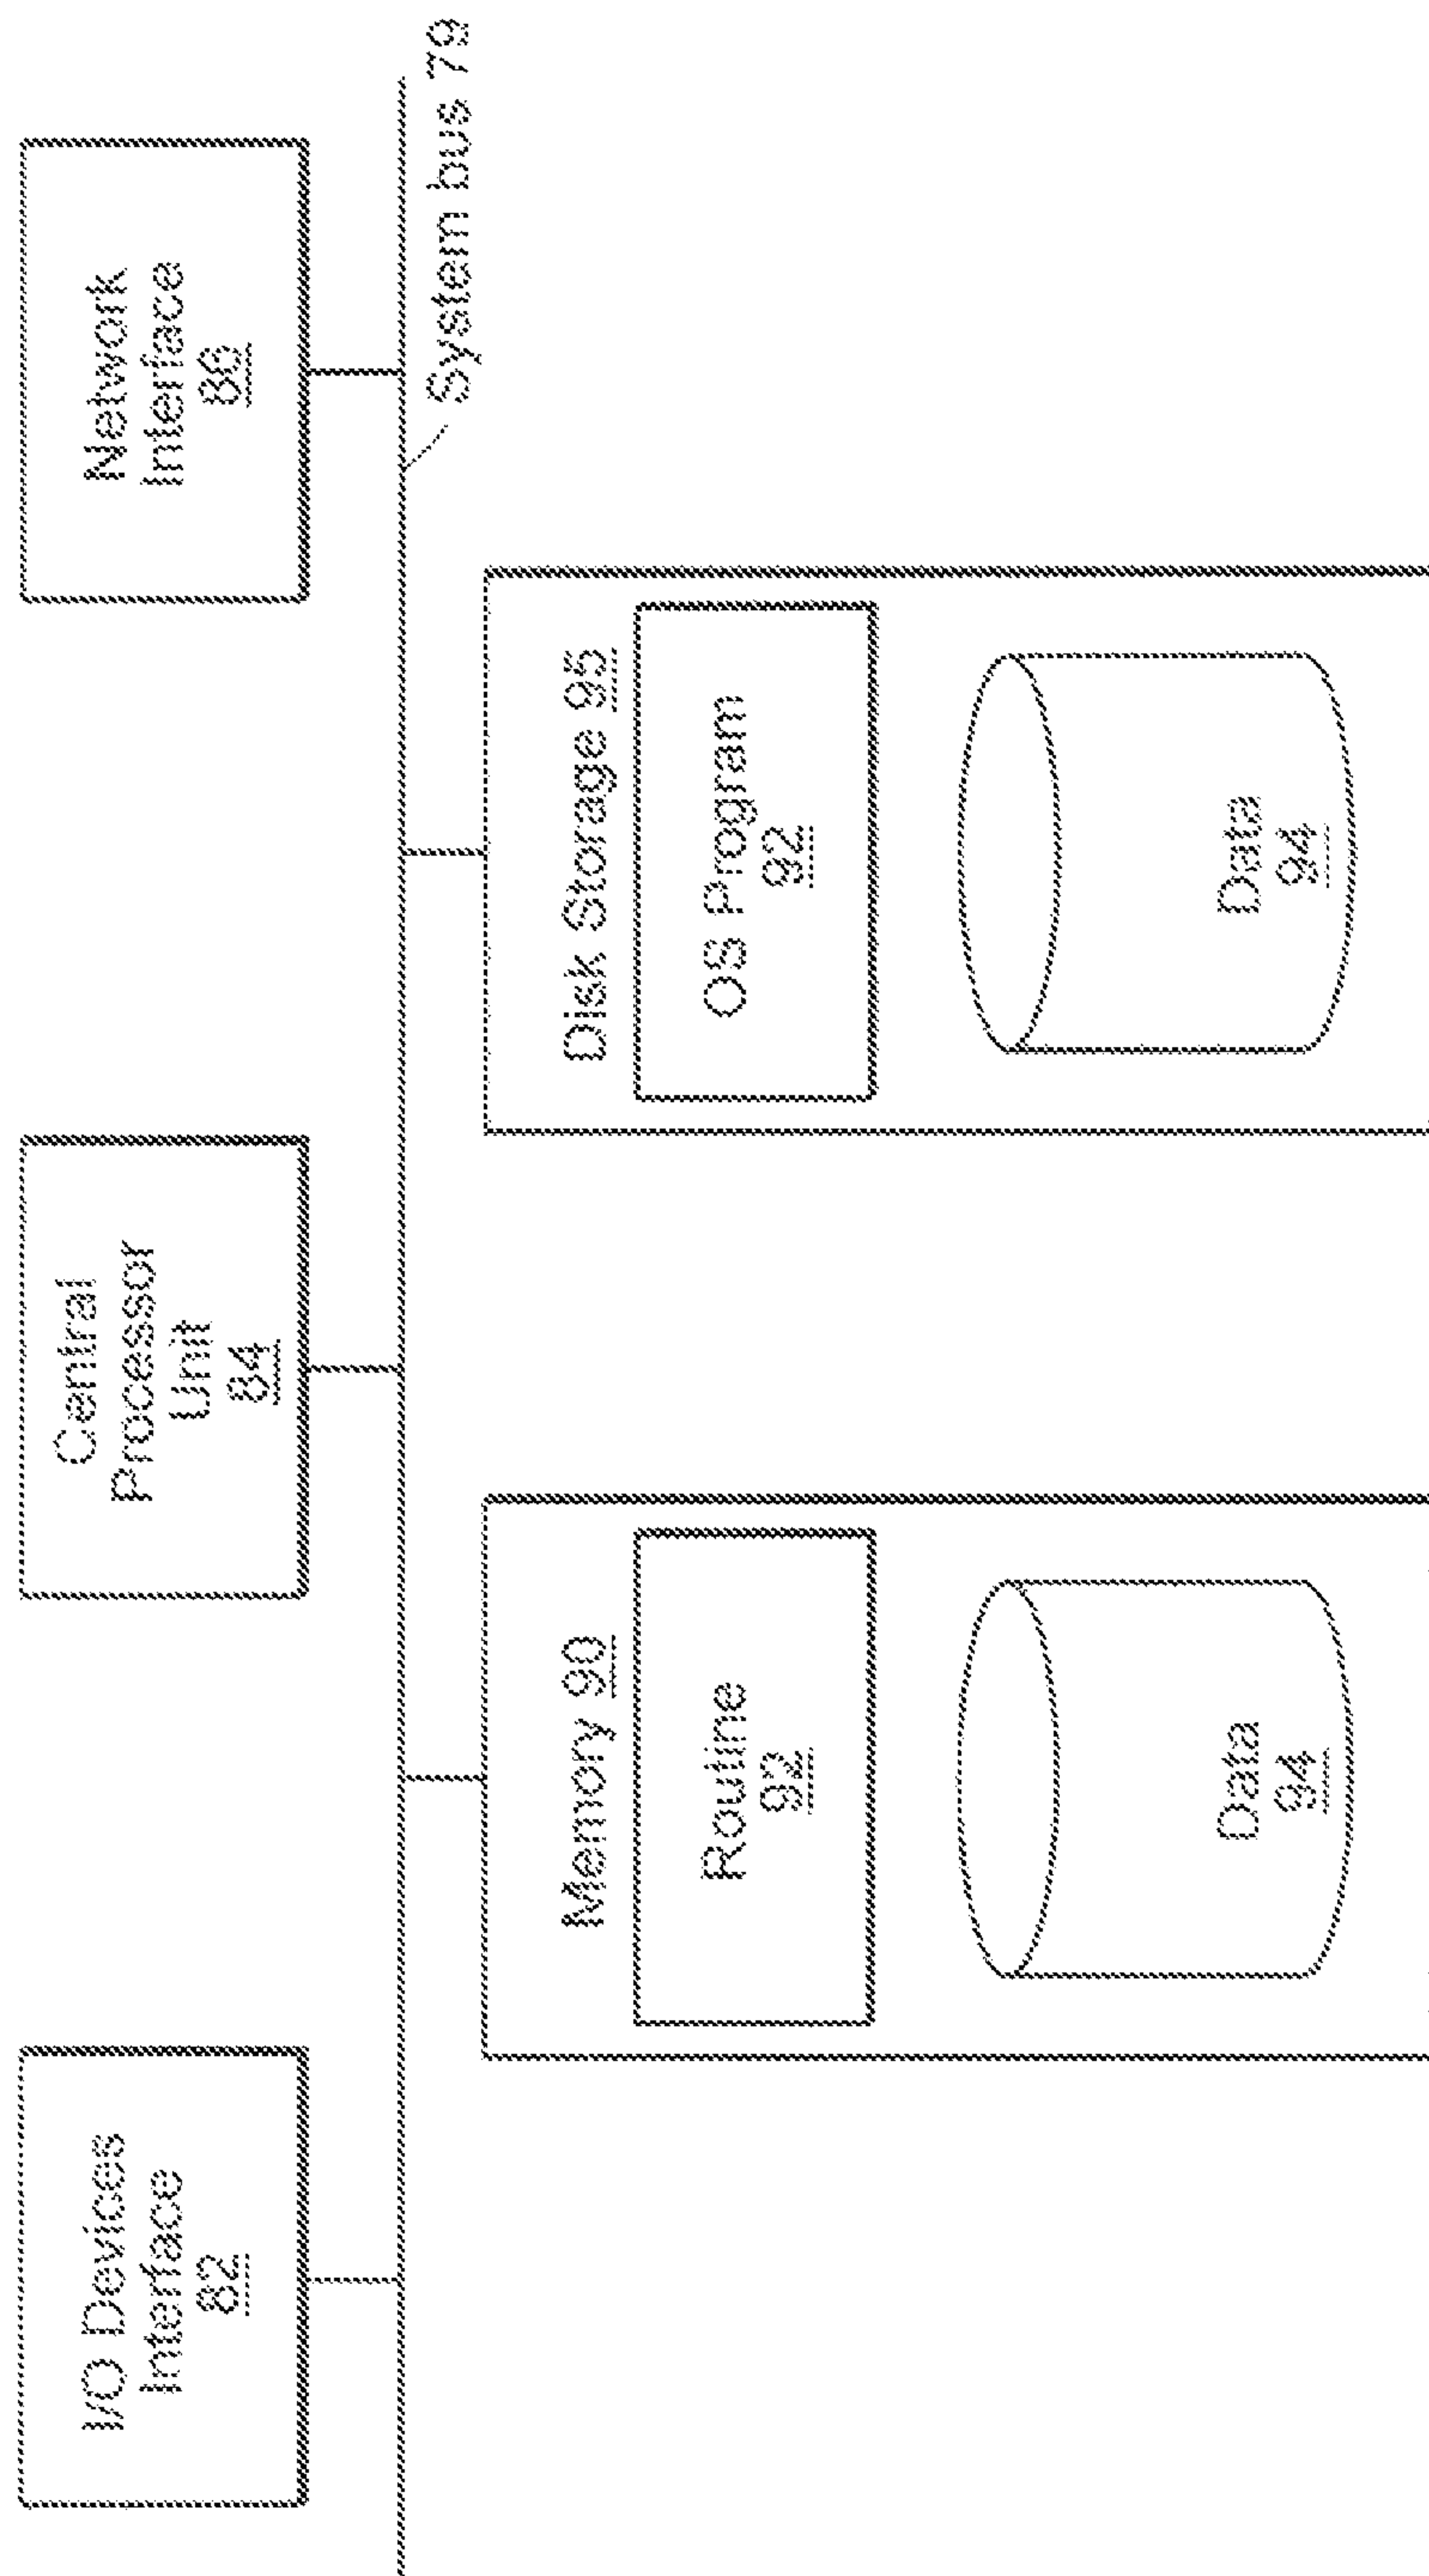 I/O Devices
Interface
82
Central
Processor
Unit
84
Network
Interface
86
System bus 79
Memory 90
Routine
92
Data
94
Disk Storage 95
OS Program
92
Data
94